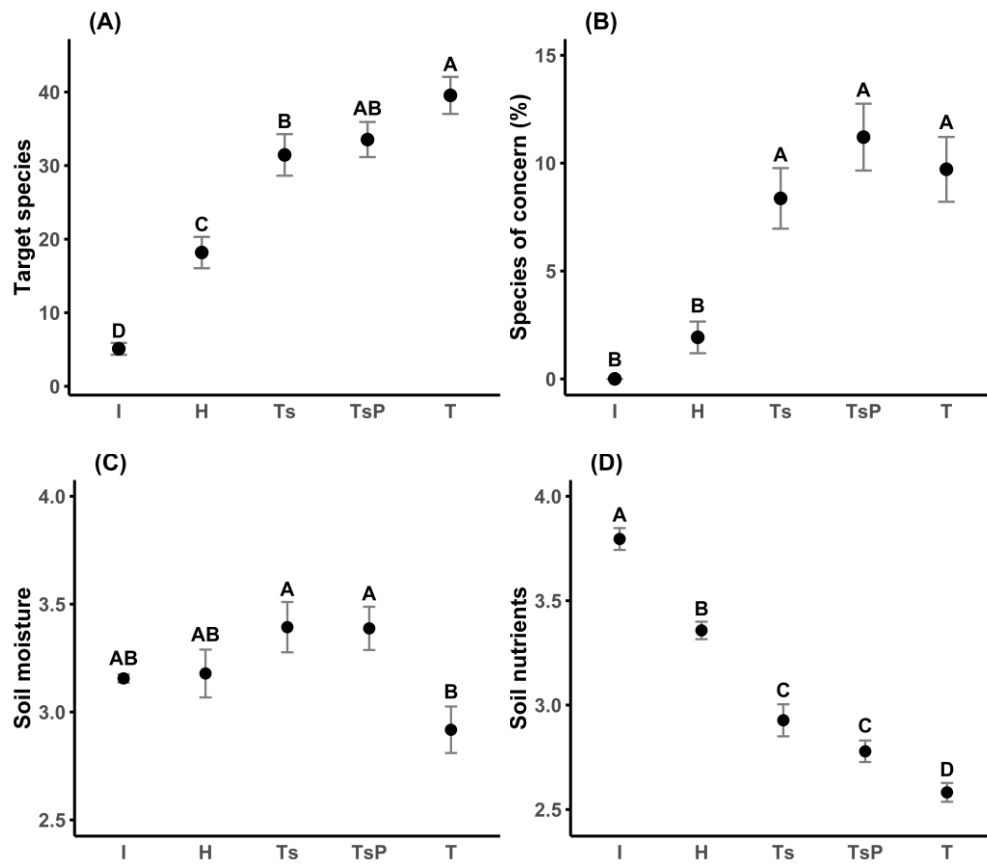 (A)
Target species
40
30
20
10
0
D
C
B
AB
A
I H Ts TsP T
(B)
Species of concern (%)
15
10
5
0
B
B
A
A
A
I H Ts TsP T
(C)
Soil moisture
4.0
3.5
3.0
2.5
AB
AB
A
A
B
I H Ts TsP T
(D)
Soil nutrients
4.0
3.5
3.0
2.5
A
B
C
C
D
I H Ts TsP T